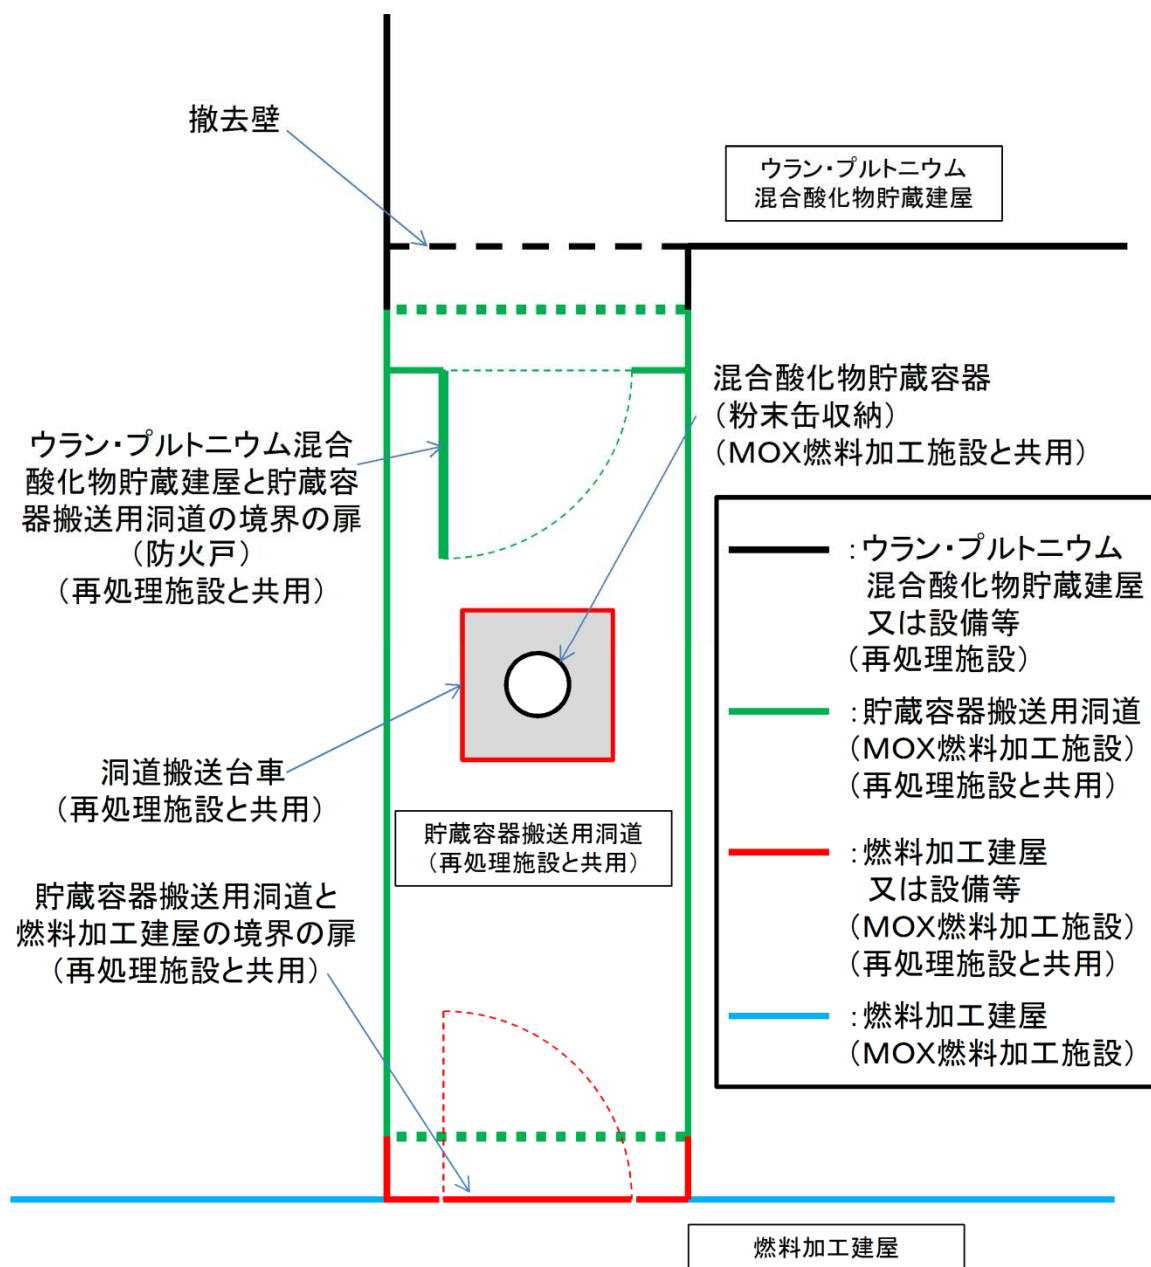 撤去壁
ウラン・プルトニウム
混合酸化物貯蔵建屋
混合酸化物貯蔵容器
（粉末缶収納）
（MOX燃料加工施設と共用）
ウラン・プルトニウム混合
酸化物貯蔵建屋と貯蔵容
器搬送用洞道の境界の扉
（防火戸）
（再処理施設と共用）
洞道搬送台車
（再処理施設と共用）
貯蔵容器搬送用洞道
（再処理施設と共用）
貯蔵容器搬送用洞道と
燃料加工建屋の境界の扉
（再処理施設と共用）
：ウラン・プルトニウム
混合酸化物貯蔵建屋
又は設備等
（再処理施設）
：貯蔵容器搬送用洞道
（MOX燃料加工施設）
（再処理施設と共用）
：燃料加工建屋
又は設備等
（MOX燃料加工施設）
（再処理施設と共用）
：燃料加工建屋
（MOX燃料加工施設）
燃料加工建屋